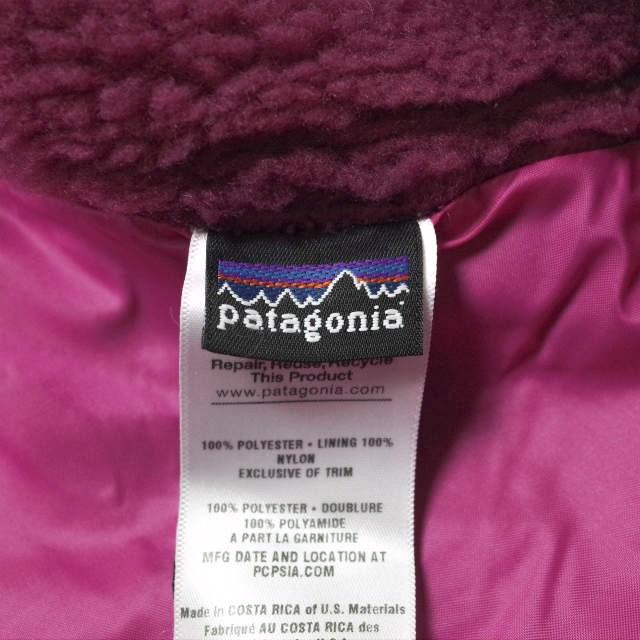 patagonia
Repair, Reuse, Recycle
This Product
www.patagonia.com
100% POLYESTER • LINING 100%
NYLON
EXCLUSIVE OF TRIM
100% POLYESTER • DOUBLURE
100% POLYAMIDE
A PART LA GARNITURE
MFG DATE AND LOCATION AT
PCPSIA.COM
Made in COSTA RICA of U.S. Materials
Fabriqué AU COSTA RICA des